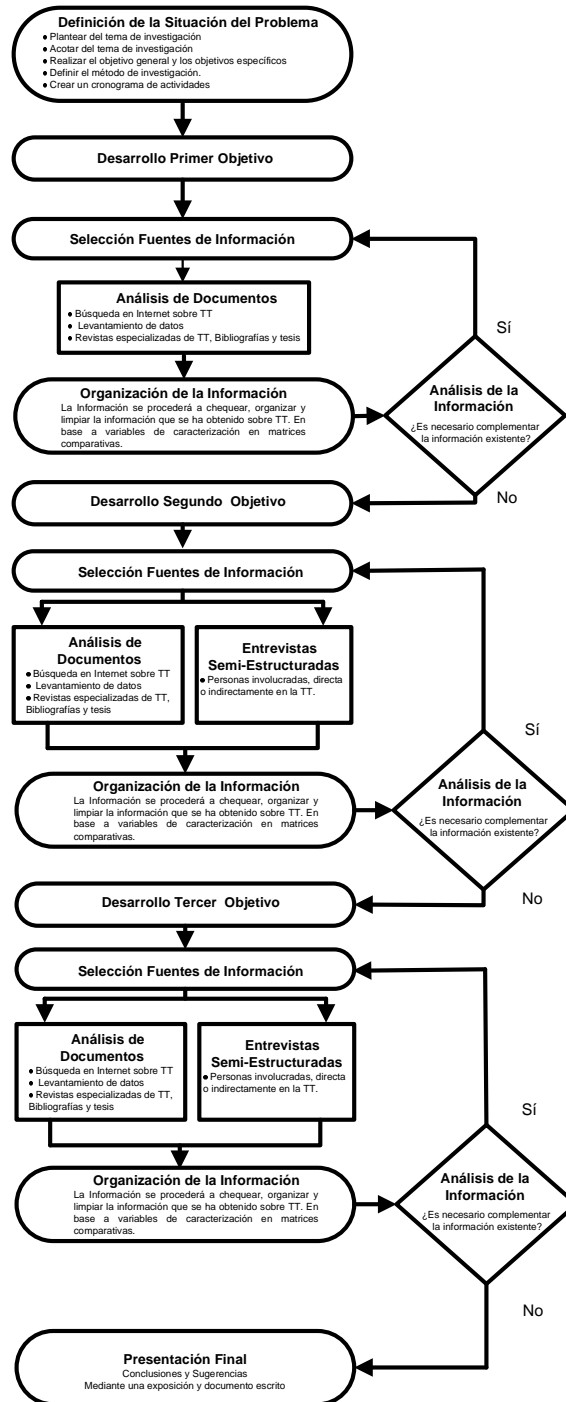 Definición de la Situación del Problema
● Plantear del tema de investigación
● Acotar del tema de investigación
● Realizar el objetivo general y los objetivos específicos
● Definir el método de investigación.
● Crear un cronograma de actividades
Desarrollo Primer Objetivo
Selección Fuentes de Información
Análisis de Documentos
● Búsqueda en Internet sobre TT
● Levantamiento de datos
● Revistas especializadas de TT, Bibliografías y tesis
Organización de la Información
La Información se procederá a chequear, organizar y
limpiar la información que se ha obtenido sobre TT. En
base a variables de caracterización en matrices
comparativas.
Sí
Análisis de la
Información
¿Es necesario complementar
la información existente?
No
Desarrollo Segundo Objetivo
Selección Fuentes de Información
Análisis de
Documentos
● Búsqueda en Internet sobre TT
● Levantamiento de datos
● Revistas especializadas de TT,
Bibliografías y tesis
Entrevistas
Semi-Estructuradas
● Personas involucradas, directa
o indirectamente en la TT.
Organización de la Información
La Información se procederá a chequear, organizar y
limpiar la información que se ha obtenido sobre TT. En
base a variables de caracterización en matrices
comparativas.
Sí
Análisis de la
Información
¿Es necesario complementar
la información existente?
No
Desarrollo Tercer Objetivo
Selección Fuentes de Información
Análisis de
Documentos
● Búsqueda en Internet sobre TT
● Levantamiento de datos
● Revistas especializadas de TT,
Bibliografías y tesis
Entrevistas
Semi-Estructuradas
● Personas involucradas, directa
o indirectamente en la TT.
Organización de la Información
La Información se procederá a chequear, organizar y
limpiar la información que se ha obtenido sobre TT. En
base a variables de caracterización en matrices
comparativas.
Sí
Análisis de la
Información
¿Es necesario complementar
la información existente?
No
Presentación Final
Conclusiones y Sugerencias
Mediante una exposición y documento escrito